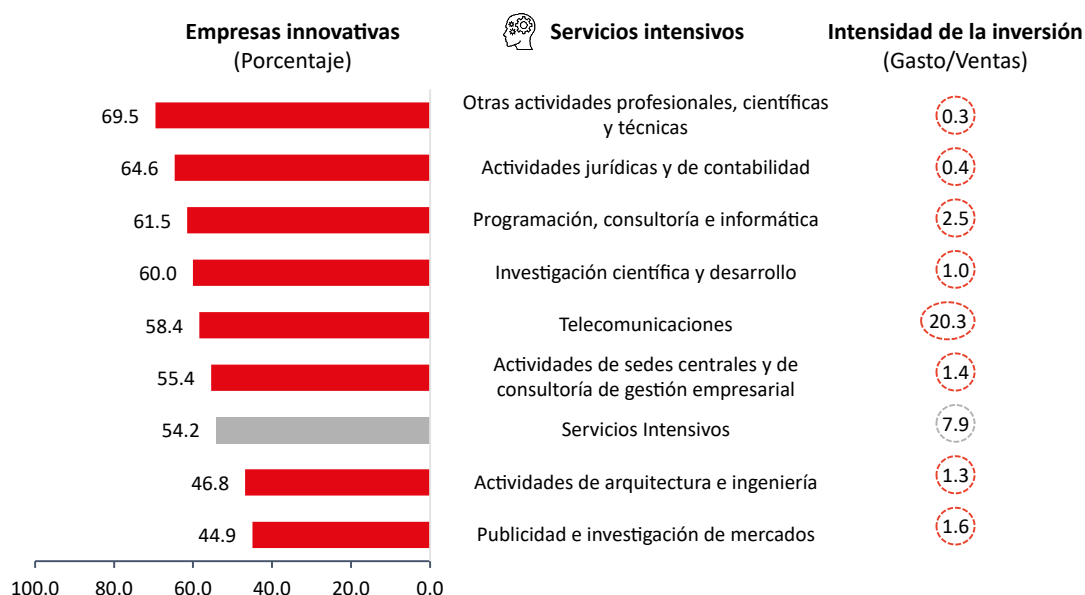 Empresas innovativas
(Porcentaje)
Servicios intensivos
Intensidad de la inversión
(Gasto/Ventas)
69.5
Otras actividades profesionales, científicas
y técnicas
0.3
64.6
Actividades jurídicas y de contabilidad
0.4
61.5
Programación, consultoría e informática
2.5
60.0
Investigación científica y desarrollo
1.0
58.4
Telecomunicaciones
20.3
55.4
Actividades de sedes centrales y de
consultoría de gestión empresarial
1.4
54.2
Servicios Intensivos
7.9
46.8
Actividades de arquitectura e ingeniería
1.3
44.9
Publicidad e investigación de mercados
1.6
100.0 80.0 60.0 40.0 20.0 0.0